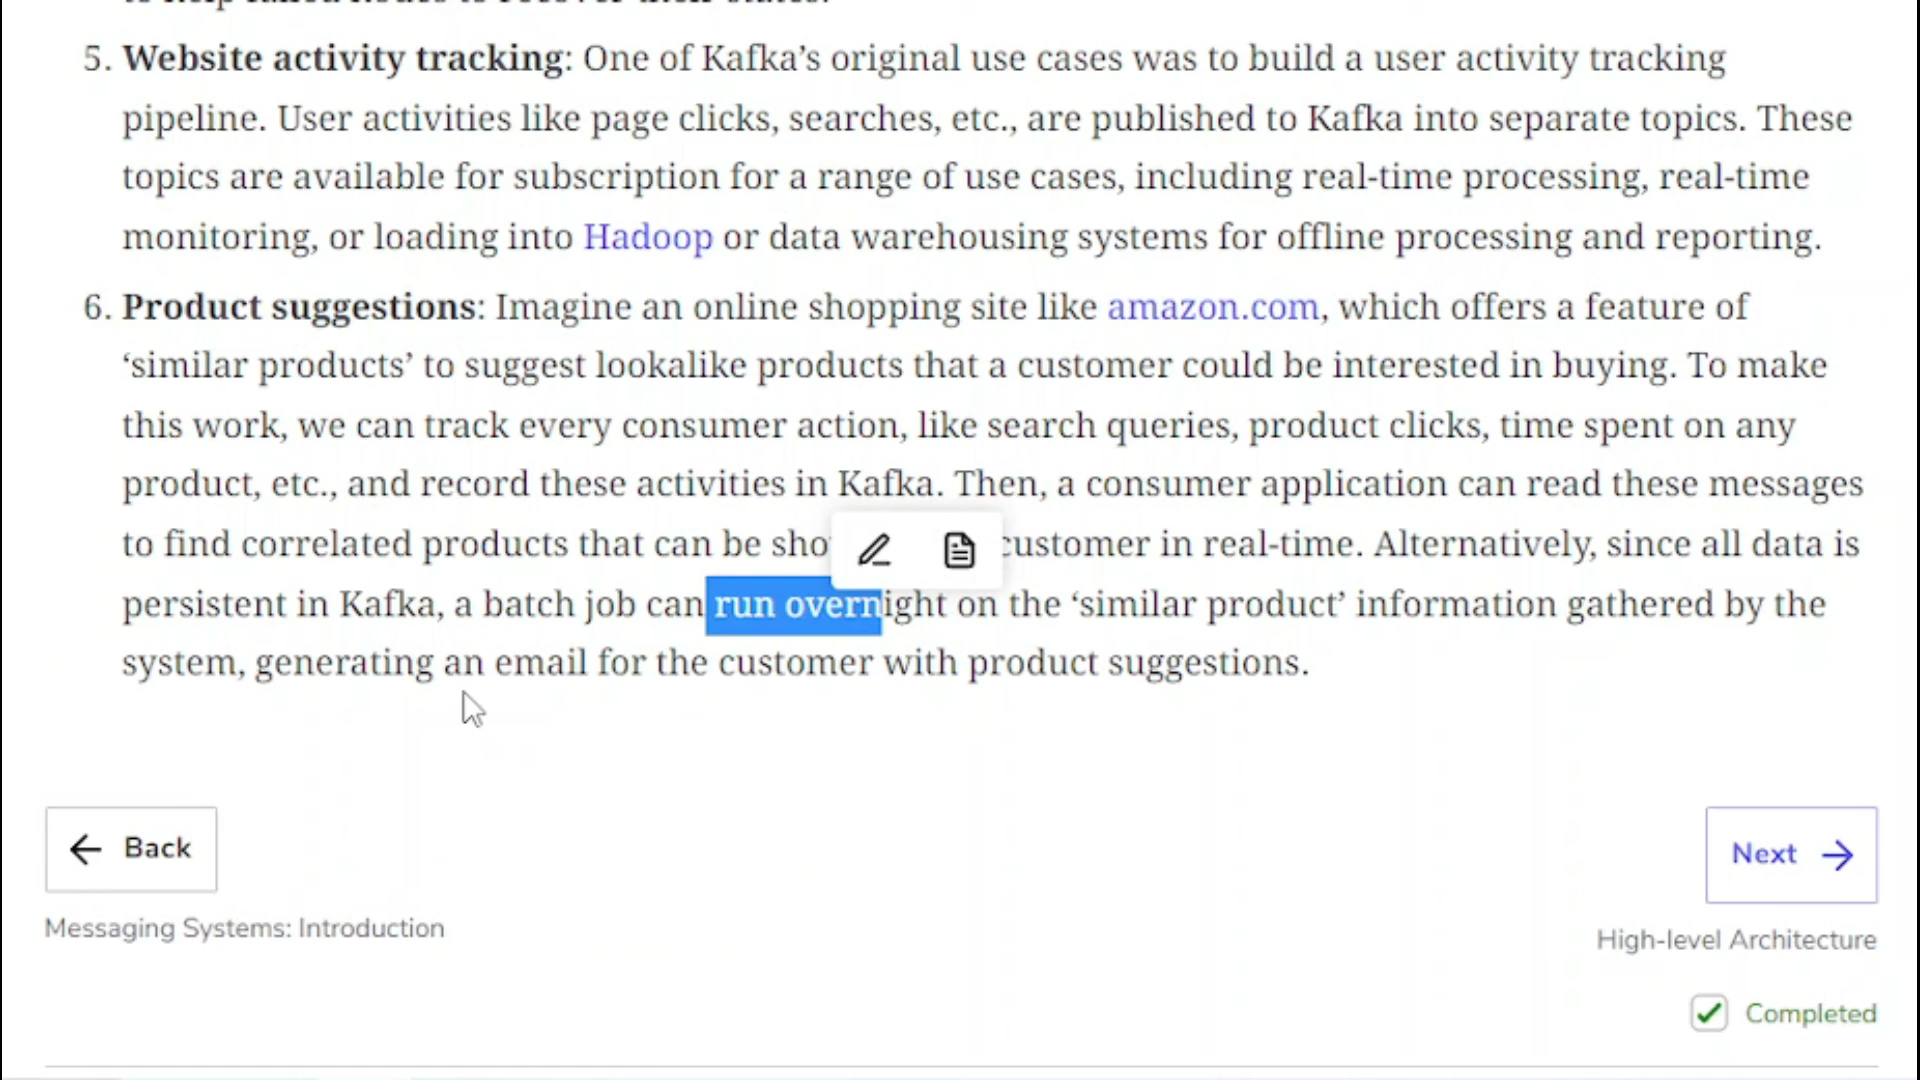 5. Website activity tracking: One of Kafka’s original use cases was to build a user activity tracking
pipeline. User activities like page clicks, searches, etc., are published to Kafka into separate topics. These
topics are available for subscription for a range of use cases, including real-time processing, real-time
monitoring, or loading into Hadoop or data warehousing systems for offline processing and reporting.
6. Product suggestions: Imagine an online shopping site like amazon.com, which offers a feature of
‘similar products’ to suggest lookalike products that a customer could be interested in buying. To make
this work, we can track every consumer action, like search queries, product clicks, time spent on any
product, etc., and record these activities in Kafka. Then, a consumer application can read these messages
to find correlated products that can be sho customer in real-time. Alternatively, since all data is
persistent in Kafka, a batch job can run overnight on the ‘similar product’ information gathered by the
system, generating an email for the customer with product suggestions.
Back
Next
Messaging Systems: Introduction
High-level Architecture
Completed